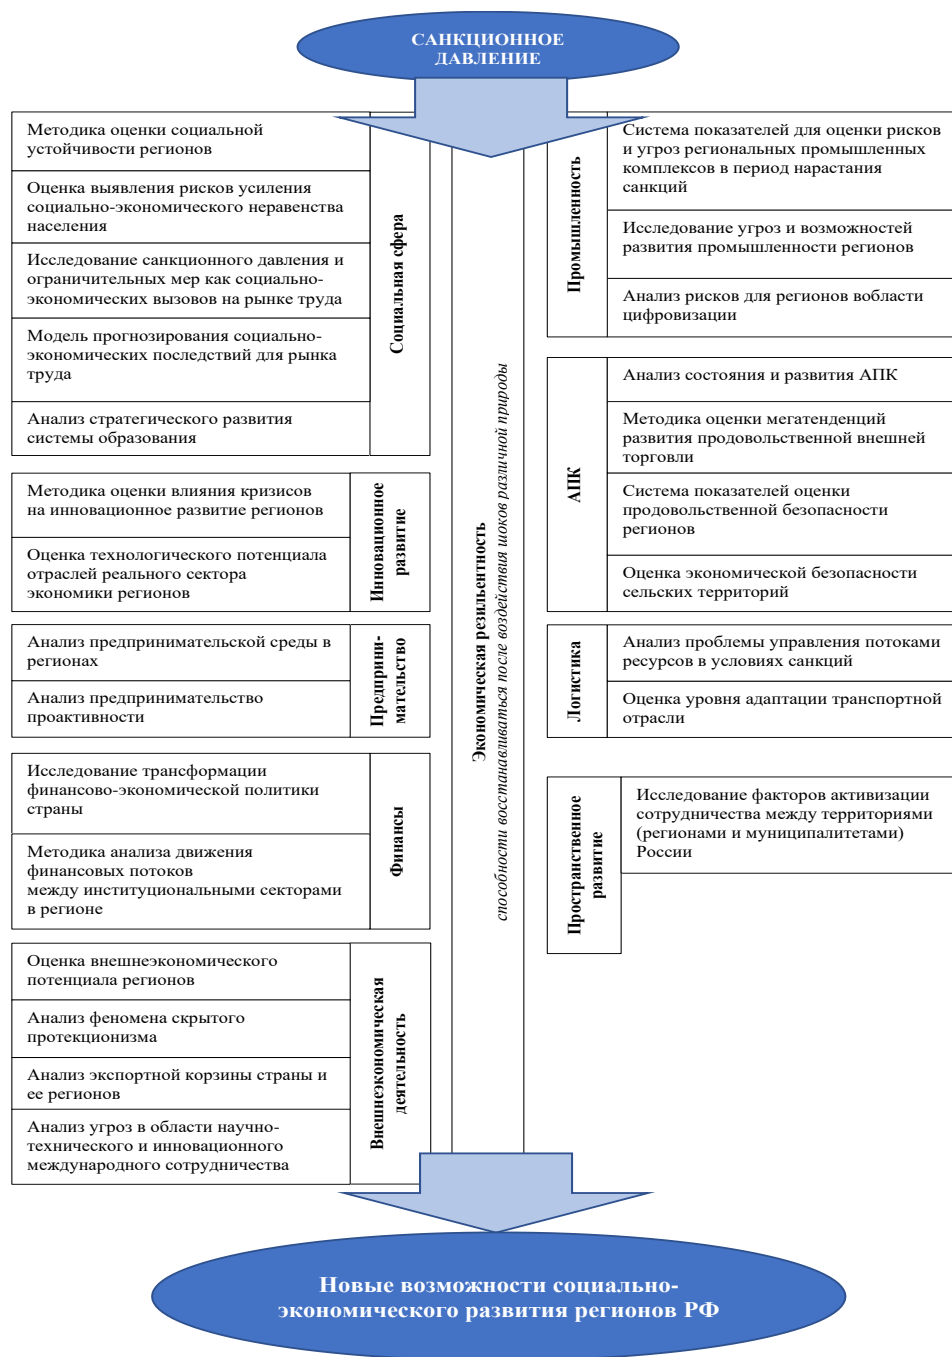 САНКЦИОННОЕ
ДАВЛЕНИЕ
Методика оценки социальной
устойчивости регионов
Оценка выявления рисков усиления
социально-экономического неравенства
населения
Исследование санкционного давления и
ограничительных мер как социально-
экономических вызовов на рынке труда
Модель прогнозирования социально-
экономических последствий для рынка
труда
Анализ стратегического развития
системы образования
Социальная сфера
Методика оценки влияния кризисов
на инновационное развитие регионов
Оценка технологического потенциала
отраслей реального сектора
экономики регионов
Инновационное
развитие
Анализ предпринимательской среды в
регионах
Анализ предпринимательство
проактивности
Предприни-
мательство
Исследование трансформации
финансово-экономической политики
страны
Методика анализа движения
финансовых потоков
между институциональными секторами
в регионе
Финансы
Оценка внешнеэкономического
потенциала регионов
Анализ феномена скрытого
протекционизма
Анализ экспортной корзины страны и
ее регионов
Анализ угроз в области научно-
технического и инновационного
международного сотрудничества
Внешнеэкономическая
деятельность
Экономическая резильентность
способности восстанавливаться после воздействия шоков различной природы
Промышленность
Система показателей для оценки рисков
и угроз региональных промышленных
комплексов в период нарастания
санкций
Исследование угроз и возможностей
развития промышленности регионов
Анализ рисков для регионов вобласти
цифровизации
АПК
Анализ состояния и развития АПК
Методика оценки мегатенденций
развития продовольственной внешней
торговли
Система показателей оценки
продовольственной безопасности
регионов
Оценка экономической безопасности
сельских территорий
Логистика
Анализ проблемы управления потоками
ресурсов в условиях санкций
Оценка уровня адаптации транспортной
отрасли
Пространственное
развитие
Исследование факторов активизации
сотрудничества между территориями
(регионами и муниципалитетами)
России
Новые возможности социально-
экономического развития регионов РФ